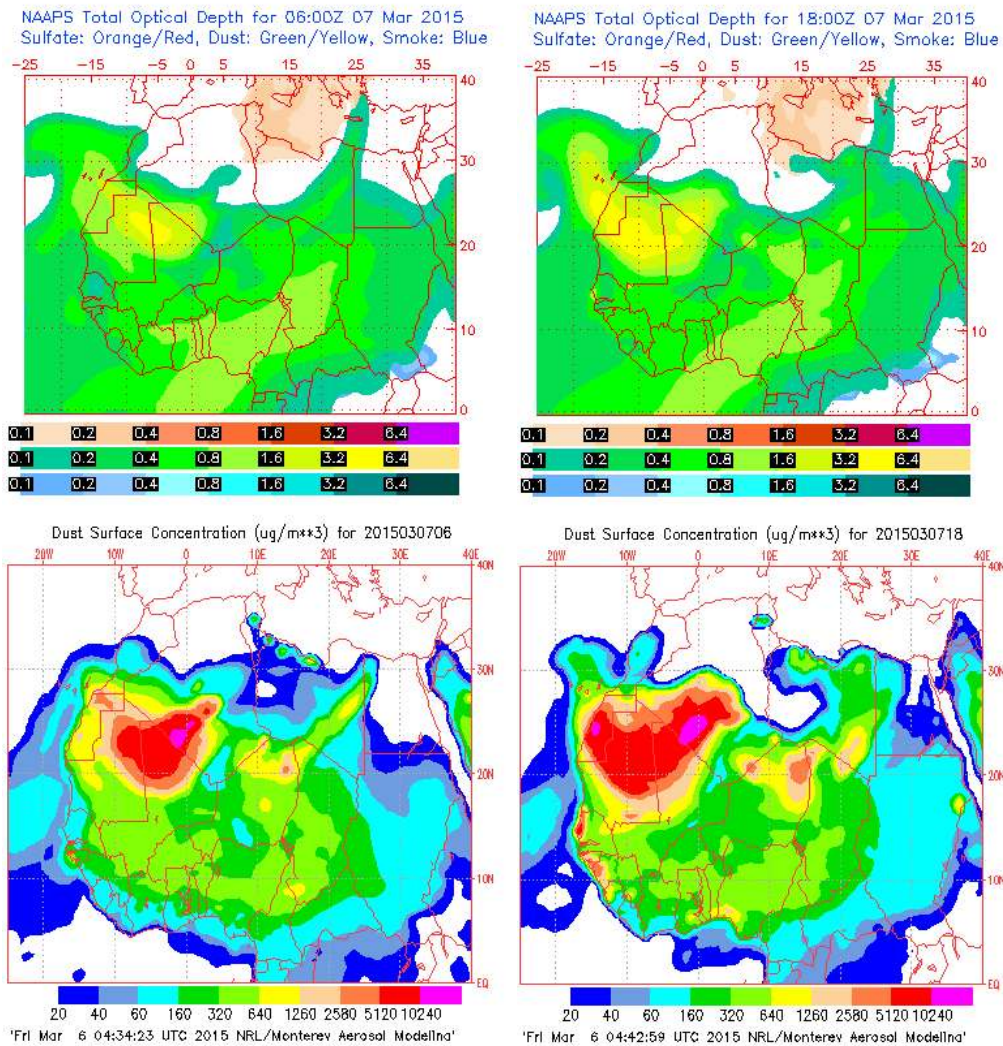 NAAPS Total Optical Depth for 06:00Z 07 Mar 2015
Sulfate: Orange/Red, Dust: Green/Yellow, Smoke: Blue
-25 -15 -5 0 5 15 25 35
40
30
20
10
0
0.1 0.2 0.4 0.8 1.6 3.2 6.4
0.1 0.2 0.4 0.8 1.6 3.2 6.4
0.1 0.2 0.4 0.8 1.6 3.2 6.4
NAAPS Total Optical Depth for 18:00Z 07 Mar 2015
Sulfate: Orange/Red, Dust: Green/Yellow, Smoke: Blue
-25 -15 -5 0 5 15 25 35
40
30
20
10
0
0.1 0.2 0.4 0.8 1.6 3.2 6.4
0.1 0.2 0.4 0.8 1.6 3.2 6.4
0.1 0.2 0.4 0.8 1.6 3.2 6.4
Dust Surface Concentration (ug/m**3) for 2015030706
20W 10W 0 10E 20E 30E 40E
40N
30N
20N
10N
EQ
20 40 60 160 320 640 1260 2580 5120 10240
'Fri Mar 6 04:34:23 UTC 2015 NRL/Monterey Aerosol Modeling'
Dust Surface Concentration (ug/m**3) for 2015030718
20W 10W 0 10E 20E 30E 40E
40N
30N
20N
10N
EQ
20 40 60 160 320 640 1260 2580 5120 10240
'Fri Mar 6 04:42:59 UTC 2015 NRL/Monterey Aerosol Modeling'